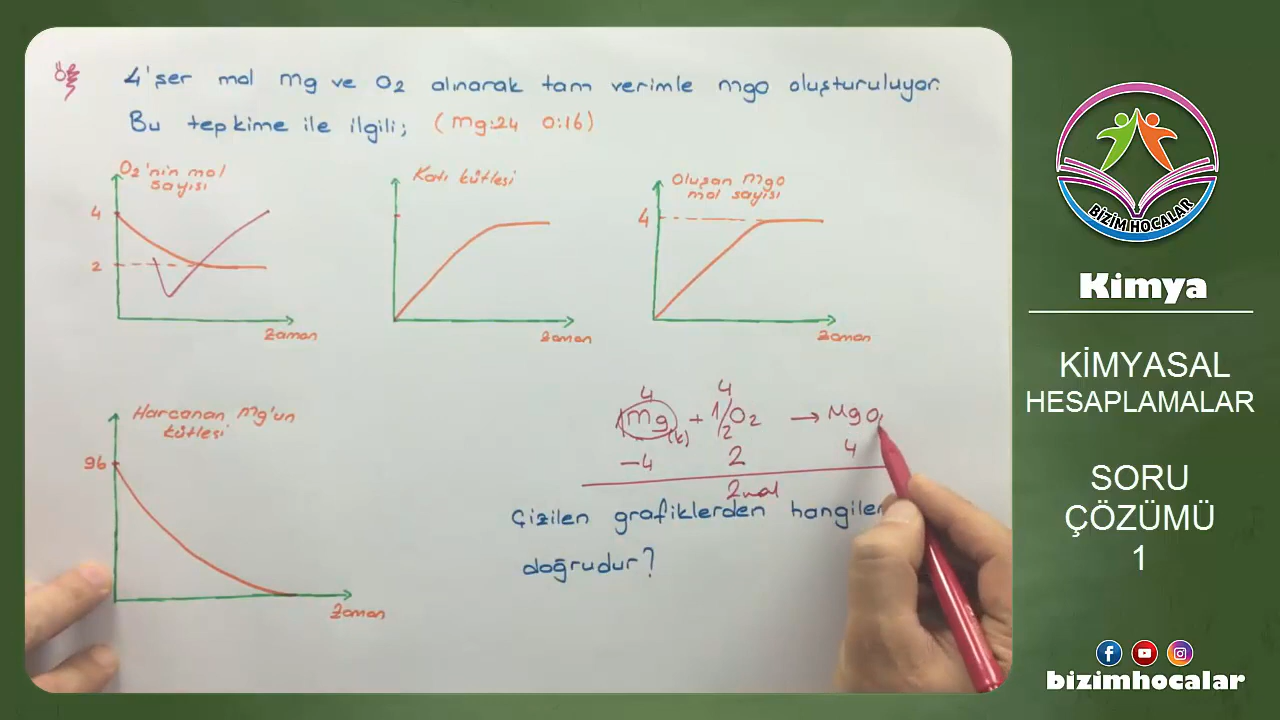 ÖR
4'şer mol Mg ve O2 alınarak tam verimle MgO oluşturuluyor.
Bu tepkime ile ilgili; (Mg:24 O:16)
O2'nin mol
sayısı
4
2
Zaman
Katı kütlesi
Zaman
Oluşan MgO
mol sayısı
4
Zaman
Harcanan Mg'un
kütlesi
96
Zaman
4 4
Mg(k) + 1/2 O2 → MgO
-4 2 4
2mol
Çizilen grafiklerden
doğrudur?
BİZİM HOCALAR
Kimya
KİMYASAL
HESAPLAMALAR
SORU
ÇÖZÜMÜ
1
bizimhocalar